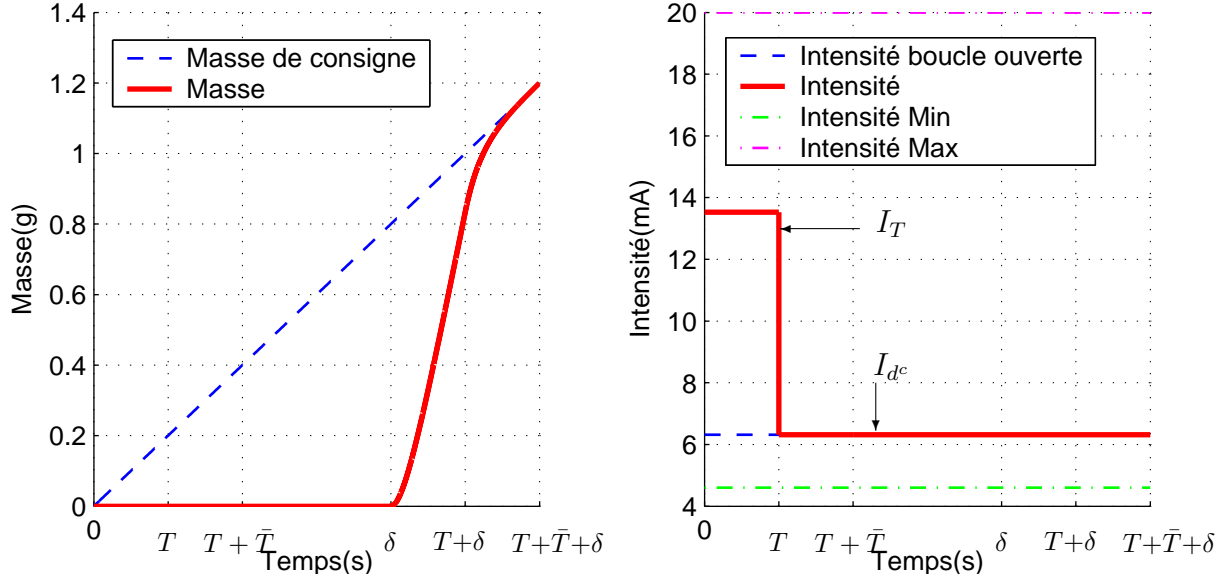 1.4
1.2
1
0.8
0.6
0.4
0.2
0
Masse(g)
Masse de consigne
Masse
0
T
T + T̄
δ
T+δ
T+T̄+δ
Temps(s)
20
18
16
14
12
10
8
6
4
Intensité(mA)
Intensité boucle ouverte
Intensité
Intensité Min
Intensité Max
I_T
I_{d^c}
0
T
T + T̄
δ
T+δ
T+T̄+δ
Temps(s)